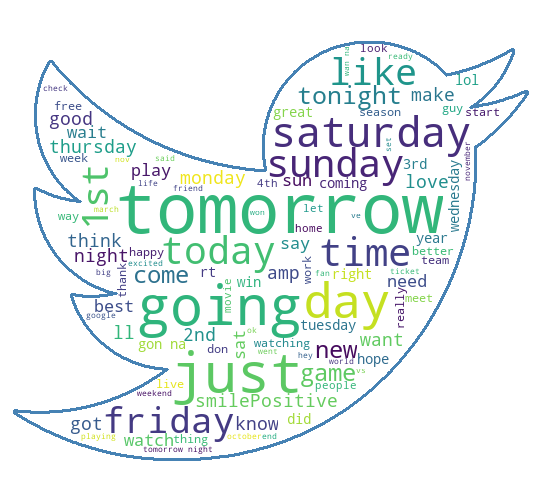 look
ready
check
wan na
like
lol
free
tonight
make
season
great
guy
start
good
wait
saturday
thursday
said
set
week
nov
sunday
3rd
november
play
monday
4th
sun
coming
love
wednesday
life
friend
1st
march
tomorrow
won
let
ve
way
home
year
think
today
say
time
better
night
happy
excited
team
big
thank
come
rt
amp
fan
work
right
ticket
need
movie
win
really
meet
best
going
day
google
tuesday
ll
2nd
sat
ok
want
gon na
don
watching
new
hope
went
hey
world
vs
just
game
live
people
weekend
smilePositive
got
friday
know
did
playing
watch
thing
october
end
tomorrow night